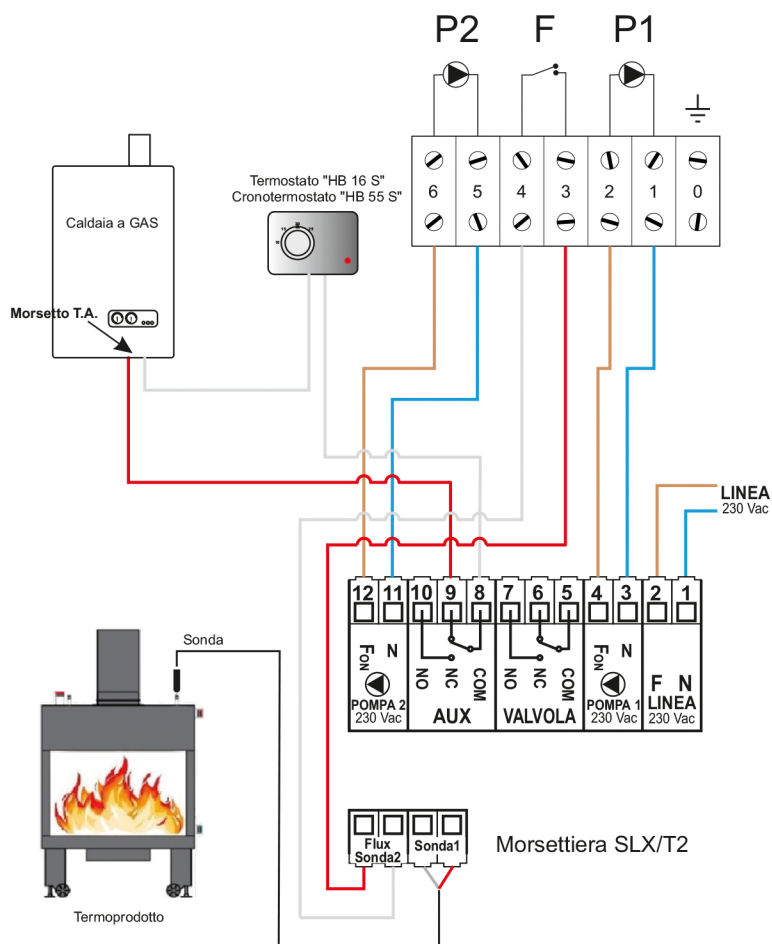 P2 F P1
6 5 4 3 2 1 0
Termostato "HB 16 S"
Cronotermostato "HB 55 S"
Caldaia a GAS
Morsetto T.A.
LINEA
230 Vac
12 11 10 9 8 7 6 5 4 3 2 1
FON N NO NC COM NO NC COM FON N F N
POMPA 2
230 Vac
AUX
VALVOLA
POMPA 1
230 Vac
LINEA
230 Vac
Sonda
Flux
Sonda2
Sonda1
Morsettiera SLX/T2
Termoprodotto